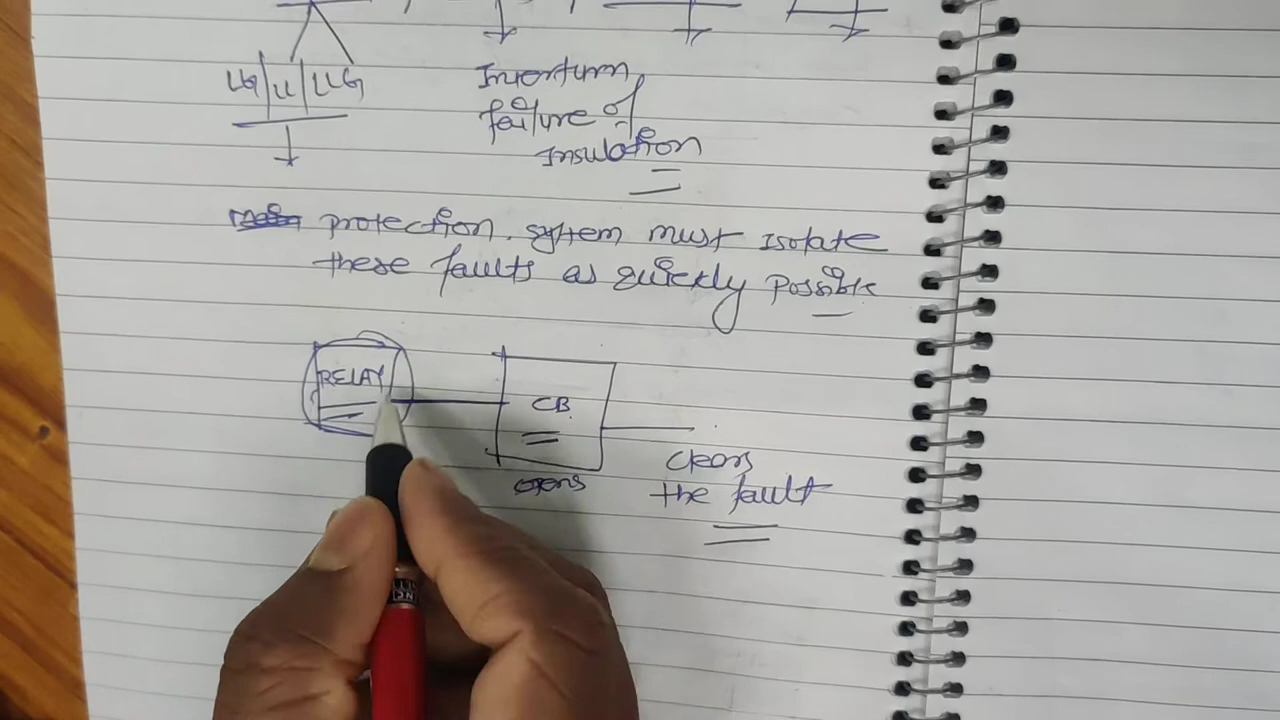 LG/LL/LLG
Interturn
failure of
Insulation
protection system must Isolate
these faults as quickly possible
RELAY
CB
opens
clears
the fault